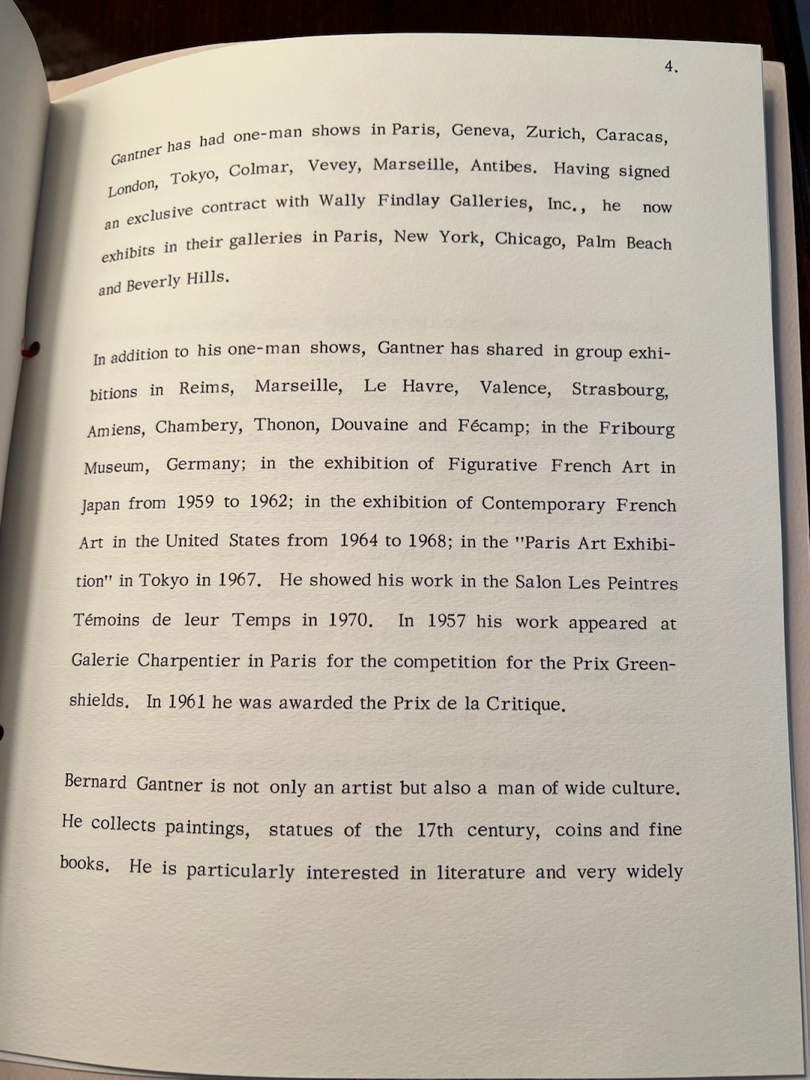 4.
Gantner has had one-man shows in Paris, Geneva, Zurich, Caracas,
London, Tokyo, Colmar, Vevey, Marseille, Antibes. Having signed
an exclusive contract with Wally Findlay Galleries, Inc., he now
exhibits in their galleries in Paris, New York, Chicago, Palm Beach
and Beverly Hills.
In addition to his one-man shows, Gantner has shared in group exhi-
bitions in Reims, Marseille, Le Havre, Valence, Strasbourg,
Amiens, Chambery, Thonon, Douvaine and Fécamp; in the Fribourg
Museum, Germany; in the exhibition of Figurative French Art in
Japan from 1959 to 1962; in the exhibition of Contemporary French
Art in the United States from 1964 to 1968; in the "Paris Art Exhibi-
tion" in Tokyo in 1967. He showed his work in the Salon Les Peintres
Témoins de leur Temps in 1970. In 1957 his work appeared at
Galerie Charpentier in Paris for the competition for the Prix Green-
shields. In 1961 he was awarded the Prix de la Critique.
Bernard Gantner is not only an artist but also a man of wide culture.
He collects paintings, statues of the 17th century, coins and fine
books. He is particularly interested in literature and very widely